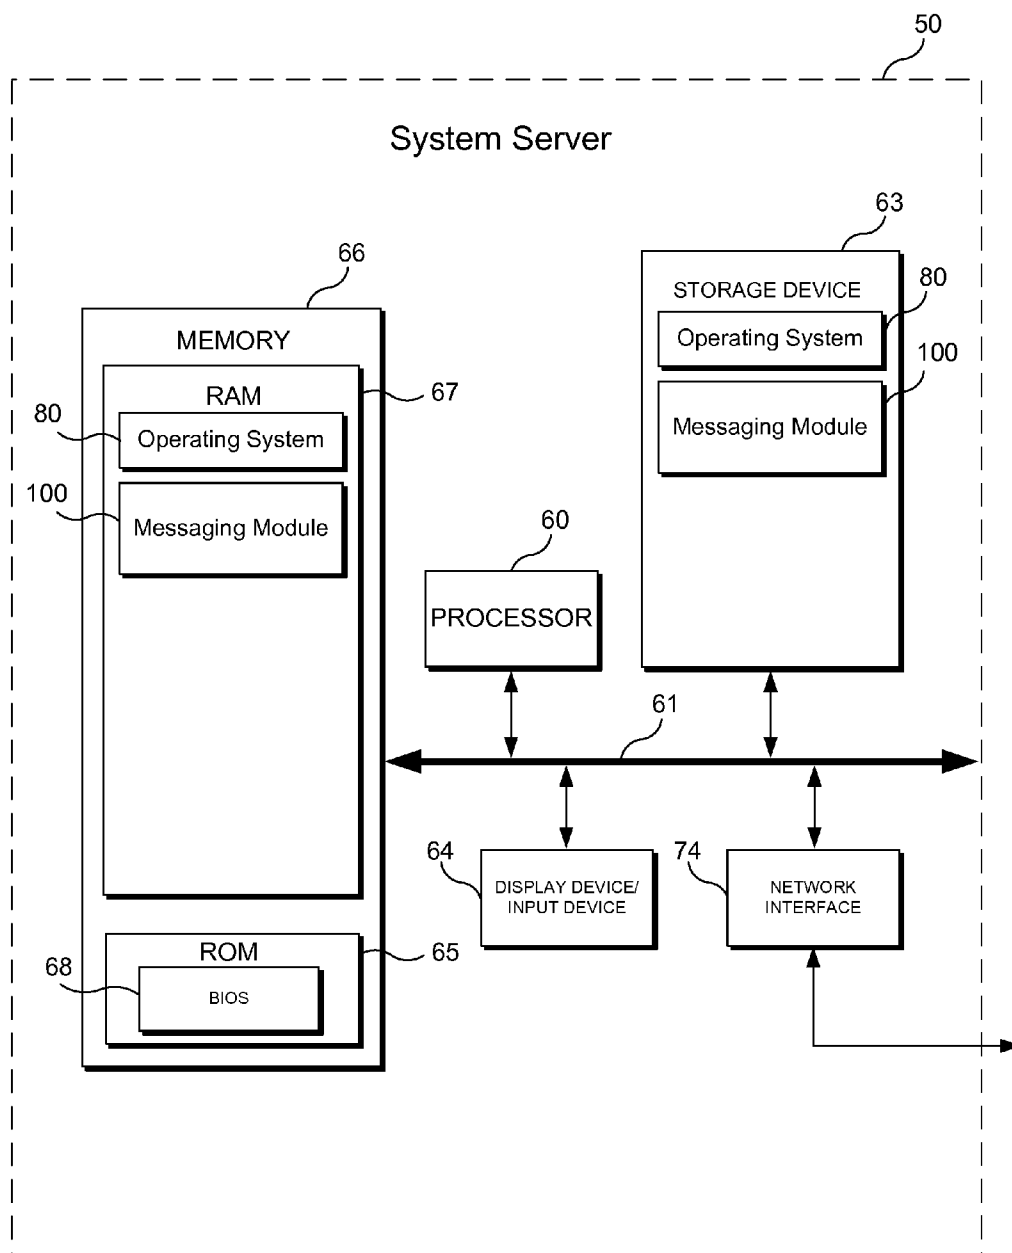 50
System Server
63
66
STORAGE DEVICE
80
Operating System
MEMORY
100
RAM
67
80
Operating System
Messaging Module
100
Messaging Module
60
PROCESSOR
61
64
DISPLAY DEVICE/
INPUT DEVICE
74
NETWORK
INTERFACE
ROM
65
68
BIOS